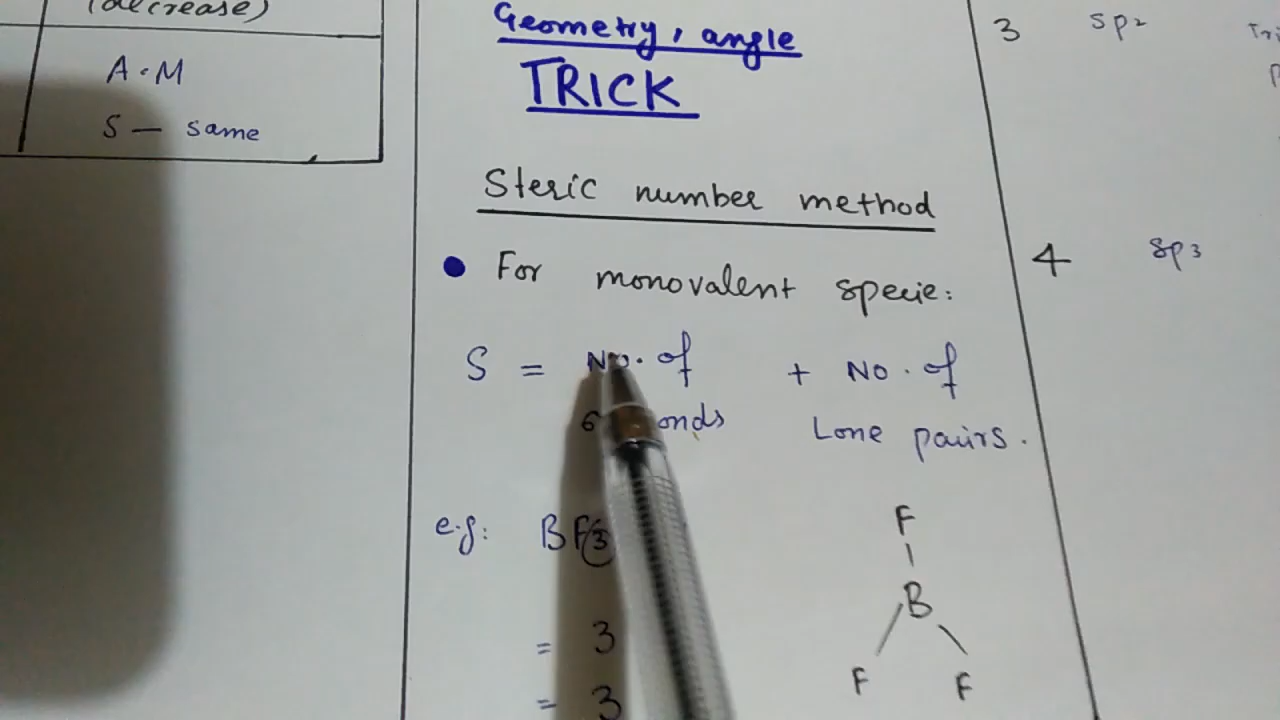 (decrease)
A.M
S — same
Geometry, angle
TRICK
Steric number method
• For monovalent specie:
S = No. of + No. of
Lone pairs.
e.g: BF3
= 3
= 3
F
B
F F
3 sp2
4 sp3